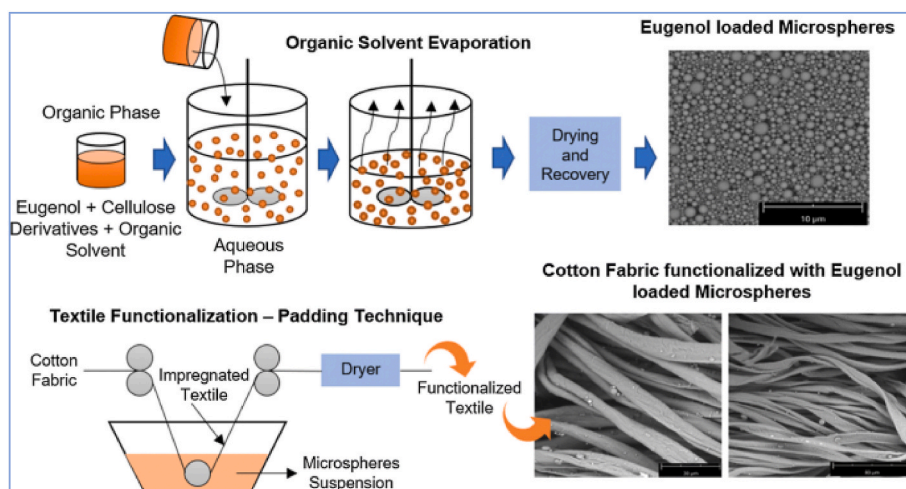 Organic Solvent Evaporation
Eugenol loaded Microspheres
Organic Phase
Eugenol + Cellulose
Derivatives + Organic
Solvent
Aqueous
Phase
Drying
and
Recovery
10 µm
Textile Functionalization – Padding Technique
Cotton
Fabric
Impregnated
Textile
Dryer
Functionalized
Textile
Microspheres
Suspension
Cotton Fabric functionalized with Eugenol
loaded Microspheres